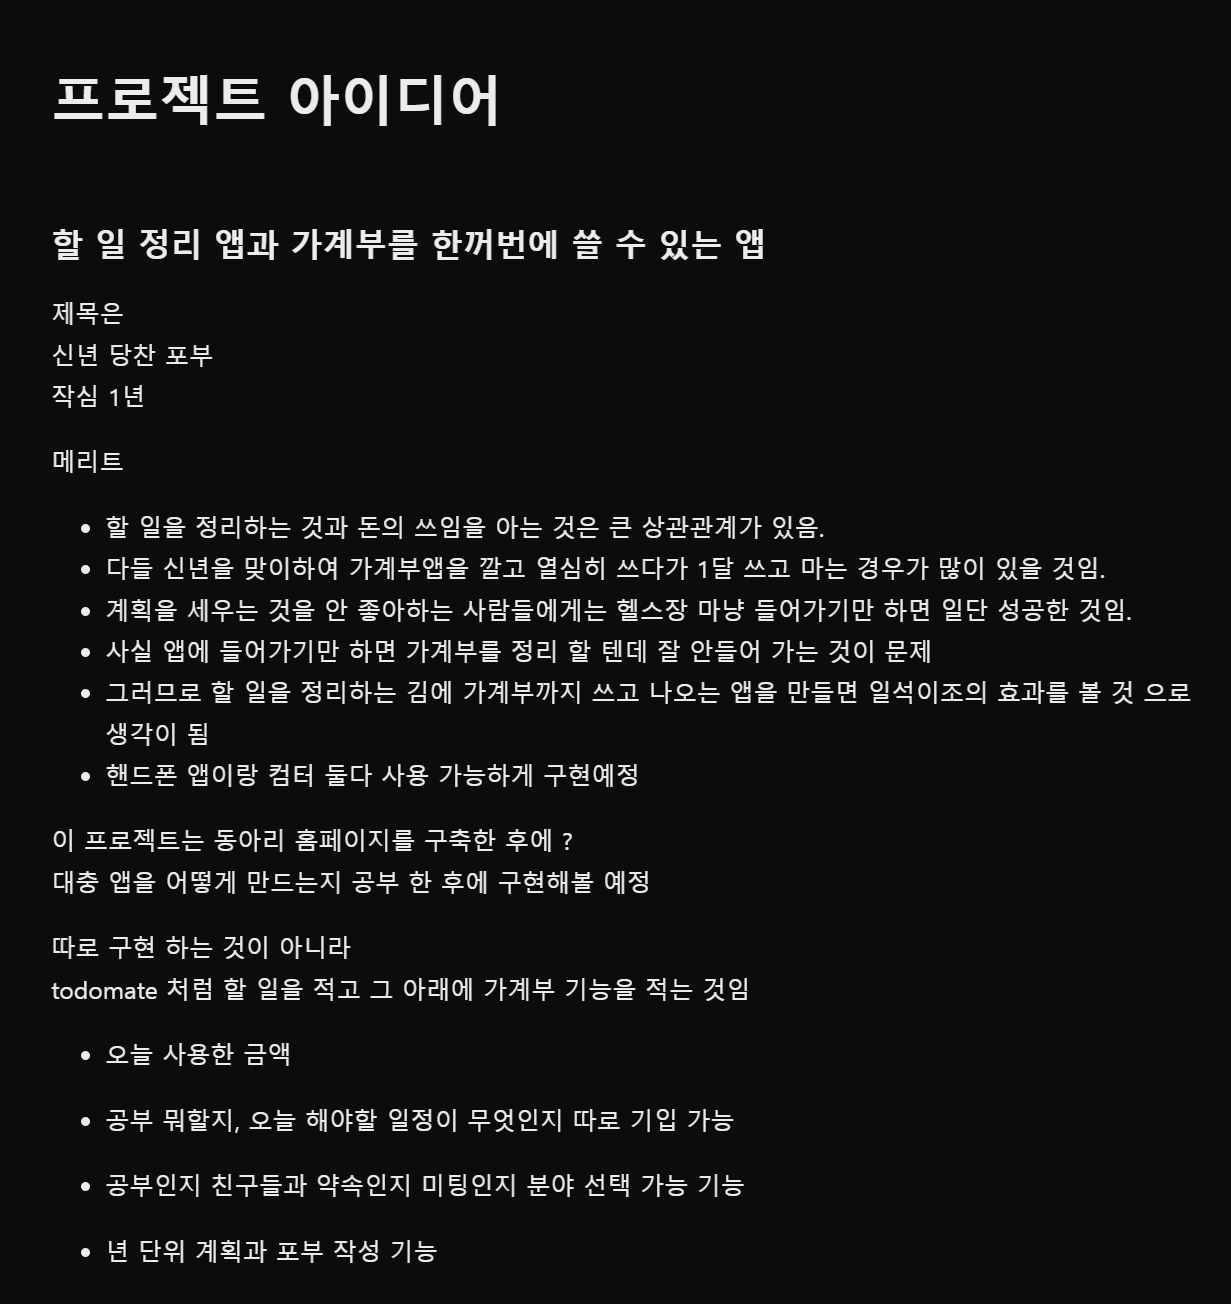 프로젝트 아이디어
할 일 정리 앱과 가계부를 한꺼번에 쓸 수 있는 앱
제목은
신년 당찬 포부
작심 1년
메리트
• 할 일을 정리하는 것과 돈의 쓰임을 아는 것은 큰 상관관계가 있음.
• 다들 신년을 맞이하여 가계부앱을 깔고 열심히 쓰다가 1달 쓰고 마는 경우가 많이 있을 것임.
• 계획을 세우는 것을 안 좋아하는 사람들에게는 헬스장 마냥 들어가기만 하면 일단 성공한 것임.
• 사실 앱에 들어가기만 하면 가계부를 정리 할 텐데 잘 안들어 가는 것이 문제
• 그러므로 할 일을 정리하는 김에 가계부까지 쓰고 나오는 앱을 만들면 일석이조의 효과를 볼 것 으로
생각이 됨
• 핸드폰 앱이랑 컴터 둘다 사용 가능하게 구현예정
이 프로젝트는 동아리 홈페이지를 구축한 후에 ?
대충 앱을 어떻게 만드는지 공부 한 후에 구현해볼 예정
따로 구현 하는 것이 아니라
todomate 처럼 할 일을 적고 그 아래에 가계부 기능을 적는 것임
• 오늘 사용한 금액
• 공부 뭐할지, 오늘 해야할 일정이 무엇인지 따로 기입 가능
• 공부인지 친구들과 약속인지 미팅인지 분야 선택 가능 기능
• 년 단위 계획과 포부 작성 기능